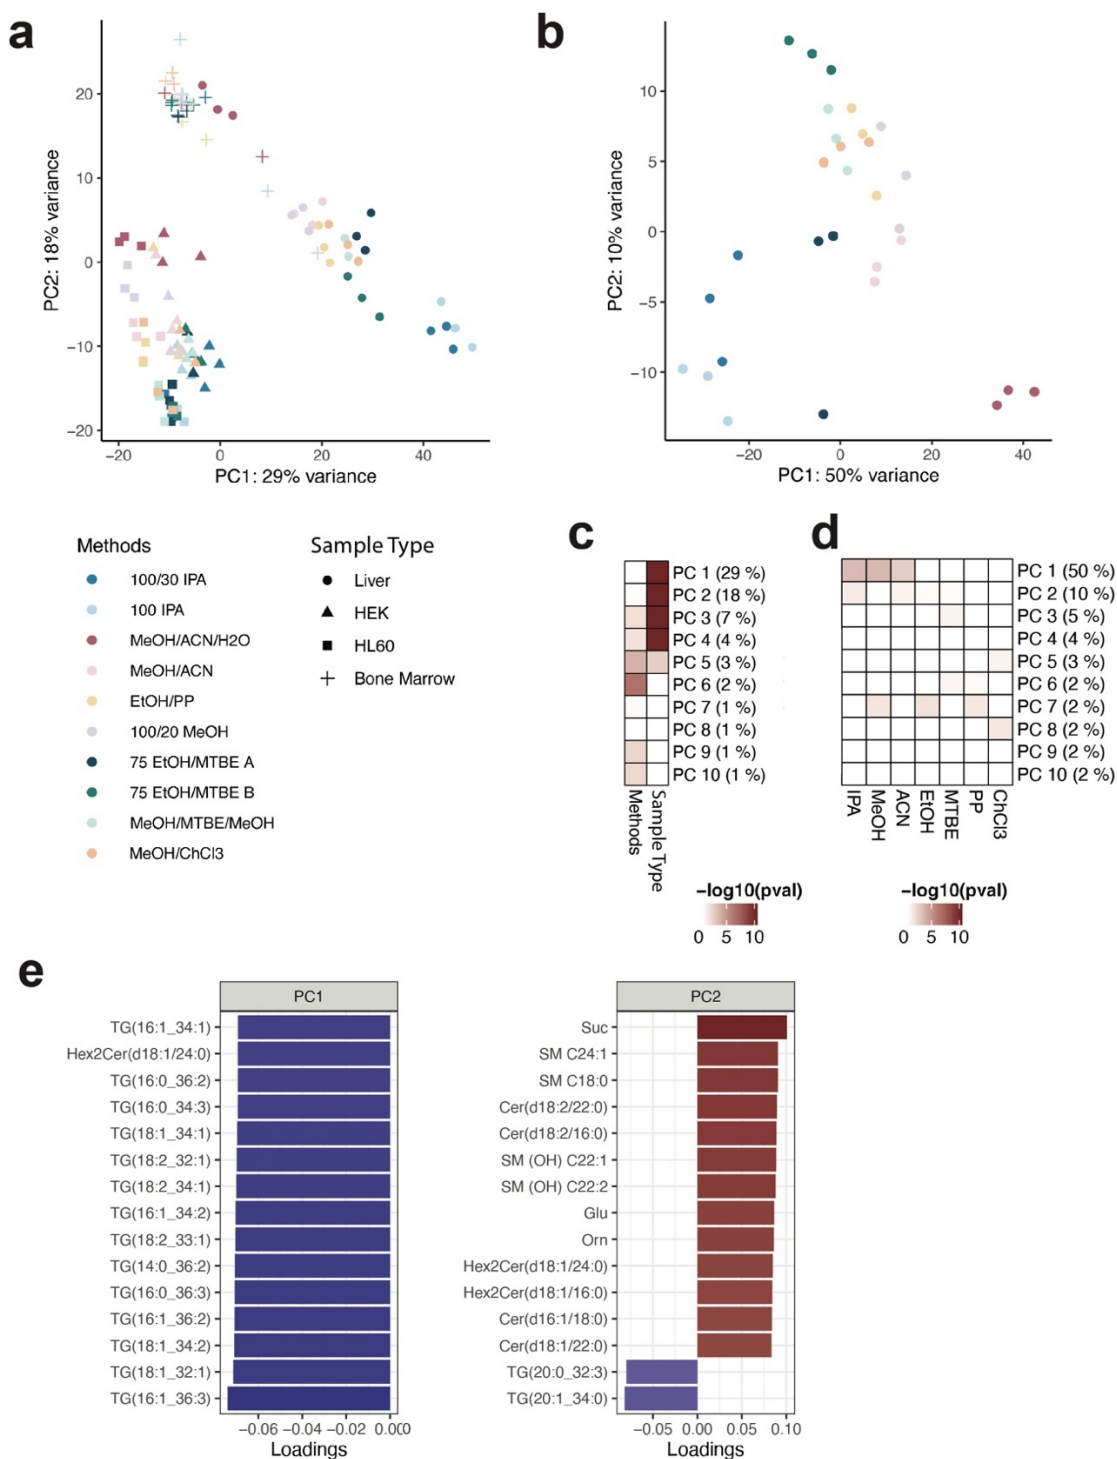 a
20
10
0
−10
−20
PC2: 18% variance
−20
0
20
40
PC1: 29% variance
b
10
5
0
−5
−10
PC2: 10% variance
−20
0
20
40
PC1: 50% variance
Methods
100/30 IPA
100 IPA
MeOH/ACN/H2O
MeOH/ACN
EtOH/PP
100/20 MeOH
75 EtOH/MTBE A
75 EtOH/MTBE B
MeOH/MTBE/MeOH
MeOH/ChCl3
Sample Type
Liver
HEK
HL60
Bone Marrow
c
PC 1 (29 %)
PC 2 (18 %)
PC 3 (7 %)
PC 4 (4 %)
PC 5 (3 %)
PC 6 (2 %)
PC 7 (1 %)
PC 8 (1 %)
PC 9 (1 %)
PC 10 (1 %)
Methods
Sample Type
−log10(pval)
0 5 10
d
PC 1 (50 %)
PC 2 (10 %)
PC 3 (5 %)
PC 4 (4 %)
PC 5 (3 %)
PC 6 (2 %)
PC 7 (2 %)
PC 8 (2 %)
PC 9 (2 %)
PC 10 (2 %)
IPA
MeOH
ACN
EtOH
MTBE
PP
ChCl3
−log10(pval)
0 5 10
e
PC1
TG(16:1_34:1)
Hex2Cer(d18:1/24:0)
TG(16:0_36:2)
TG(16:0_34:3)
TG(18:1_34:1)
TG(18:2_32:1)
TG(18:2_34:1)
TG(16:1_34:2)
TG(18:2_33:1)
TG(14:0_36:2)
TG(16:0_36:3)
TG(16:1_36:2)
TG(18:1_34:2)
TG(18:1_32:1)
TG(16:1_36:3)
−0.06 −0.04 −0.02 0.000
Loadings
PC2
Suc
SM C24:1
SM C18:0
Cer(d18:2/22:0)
Cer(d18:2/16:0)
SM (OH) C22:1
SM (OH) C22:2
Glu
Orn
Hex2Cer(d18:1/24:0)
Hex2Cer(d18:1/16:0)
Cer(d16:1/18:0)
Cer(d18:1/22:0)
TG(20:0_32:3)
TG(20:1_34:0)
−0.05 0.00 0.05 0.10
Loadings